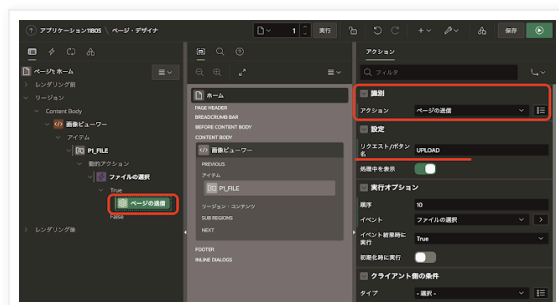 アプリケーション11805 \ ページ・デザイナ
1
実行
保存
ページ1: ホーム
レンダリング前
リージョン
Content Body
画像ビューワー
アイテム
P1_FILE
動的アクション
ファイルの選択
True
ページの送信
False
レンダリング後
ホーム
PAGE HEADER
BREADCRUMB BAR
BEFORE CONTENT BODY
CONTENT BODY
画像ビューワー
PREVIOUS
アイテム
P1_FILE
リージョン・コンテンツ
SUB REGIONS
NEXT
FOOTER
INLINE DIALOGS
アクション
フィルタ
識別
アクション
ページの送信
設定
リクエスト/ボタン名
UPLOAD
処理中を表示
実行オプション
順序
10
イベント
ファイルの選択
イベント結果時に実行
True
初期化時に実行
クライアント側の条件
タイプ
- 選択 -